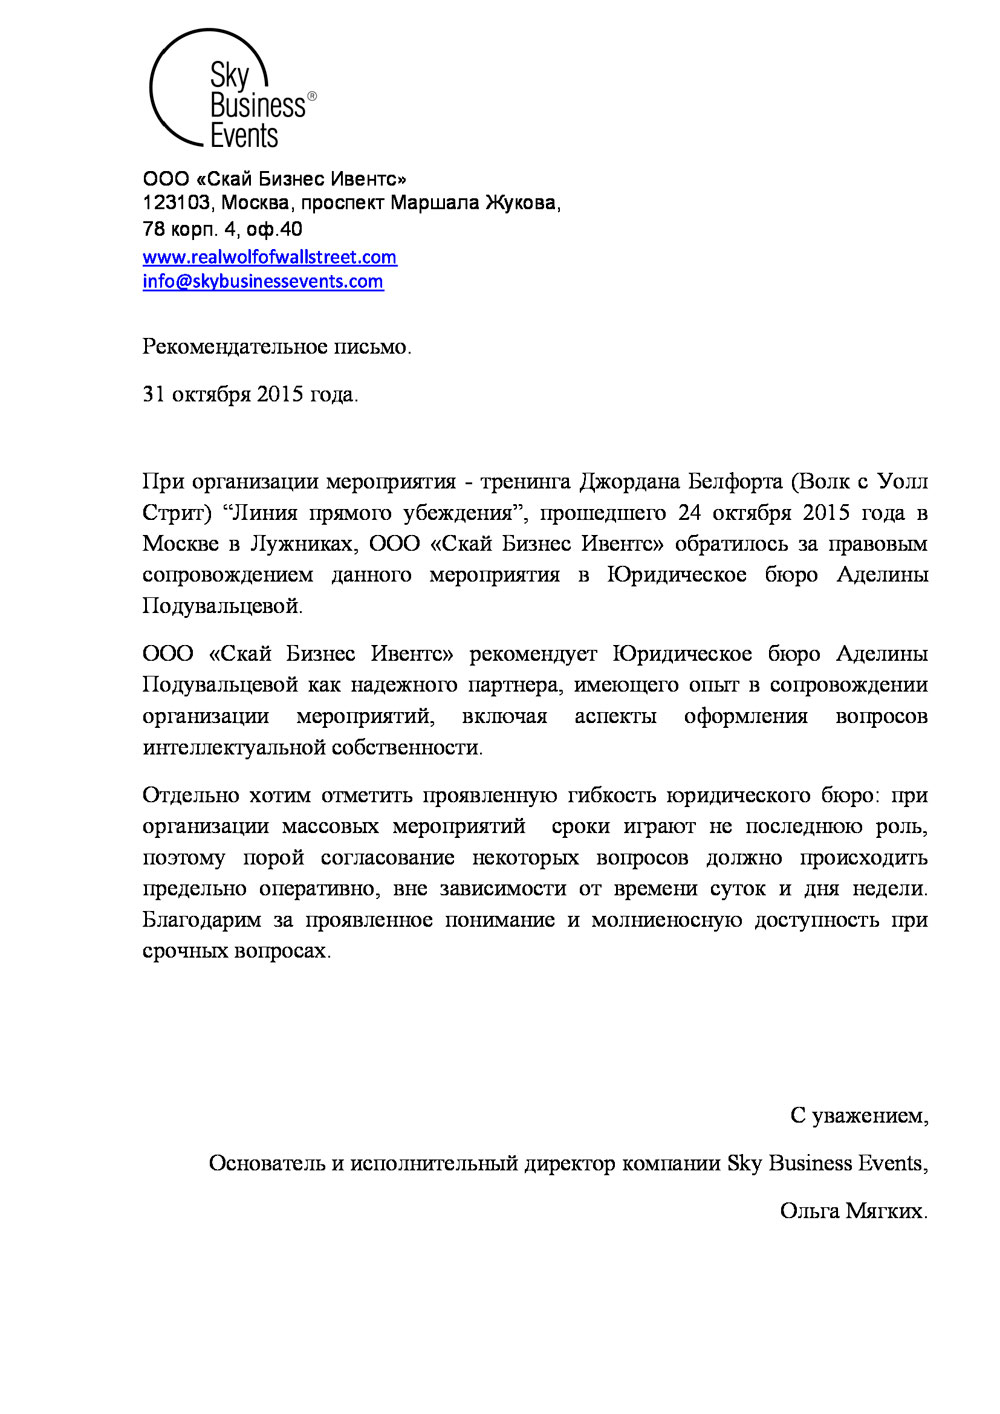 Sky
Business®
Events
ООО «Скай Бизнес Ивентс»
123103, Москва, проспект Маршала Жукова,
78 корп. 4, оф.40
www.realwolfofwallstreet.com
info@skybusinessevents.com
Рекомендательное письмо.
31 октября 2015 года.
При организации мероприятия - тренинга Джордана Белфорта (Волк с Уолл
Стрит) “Линия прямого убеждения”, прошедшего 24 октября 2015 года в
Москве в Лужниках, ООО «Скай Бизнес Ивентс» обратилось за правовым
сопровождением данного мероприятия в Юридическое бюро Аделины
Подувальцевой.
ООО «Скай Бизнес Ивентс» рекомендует Юридическое бюро Аделины
Подувальцевой как надежного партнера, имеющего опыт в сопровождении
организации мероприятий, включая аспекты оформления вопросов
интеллектуальной собственности.
Отдельно хотим отметить проявленную гибкость юридического бюро: при
организации массовых мероприятий сроки играют не последнюю роль,
поэтому порой согласование некоторых вопросов должно происходить
предельно оперативно, вне зависимости от времени суток и дня недели.
Благодарим за проявленное понимание и молниеносную доступность при
срочных вопросах.
С уважением,
Основатель и исполнительный директор компании Sky Business Events,
Ольга Мягких.